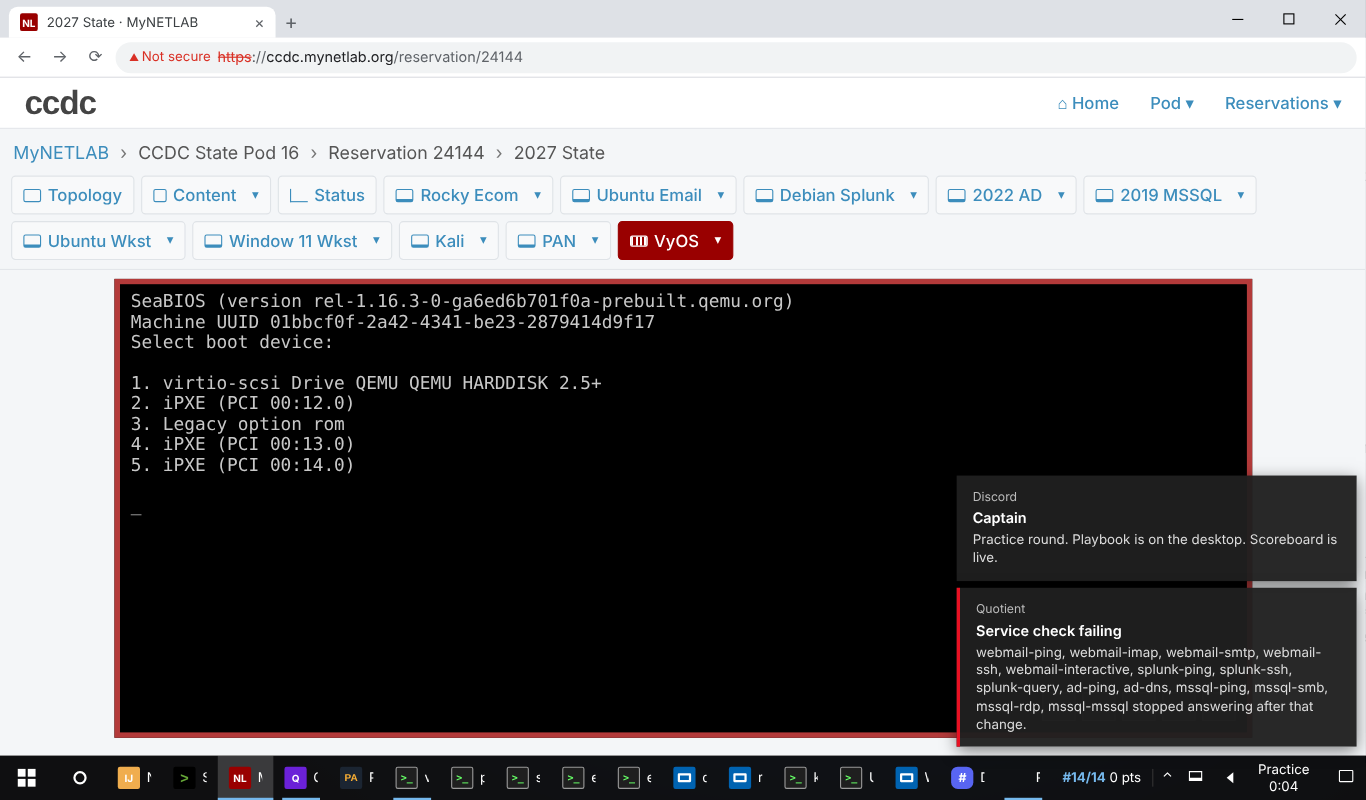 NL 2027 State · MyNETLAB
Not secure https://ccdc.mynetlab.org/reservation/24144
ccdc
Home Pod Reservations
MyNETLAB › CCDC State Pod 16 › Reservation 24144 › 2027 State
Topology Content Status Rocky Ecom Ubuntu Email Debian Splunk 2022 AD 2019 MSSQL
Ubuntu Wkst Window 11 Wkst Kali PAN VyOS
SeaBIOS (version rel-1.16.3-0-ga6ed6b701f0a-prebuilt.qemu.org)
Machine UUID 01bbcf0f-2a42-4341-be23-2879414d9f17
Select boot device:
1. virtio-scsi Drive QEMU QEMU HARDDISK 2.5+
2. iPXE (PCI 00:12.0)
3. Legacy option rom
4. iPXE (PCI 00:13.0)
5. iPXE (PCI 00:14.0)
Discord
Captain
Practice round. Playbook is on the desktop. Scoreboard is
live.
Quotient
Service check failing
webmail-ping, webmail-imap, webmail-smtp, webmail-
ssh, webmail-interactive, splunk-ping, splunk-ssh,
splunk-query, ad-ping, ad-dns, mssql-ping, mssql-smb,
mssql-rdp, mssql-mssql stopped answering after that
change.
IJ NL Q PA #14/14 0 pts Practice
0:04